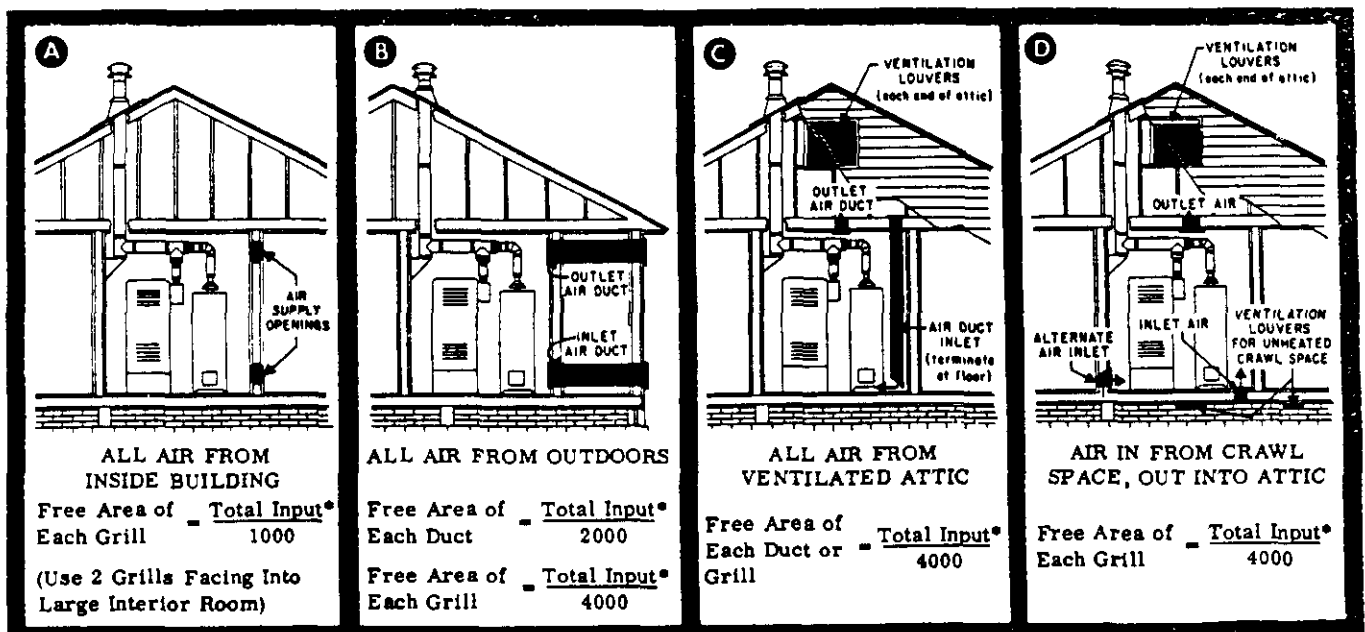 A
AIR
SUPPLY
OPENINGS
ALL AIR FROM
INSIDE BUILDING
Free Area of
Each Grill = Total Input*
1000
(Use 2 Grills Facing Into
Large Interior Room)
B
OUTLET
AIR DUCT
INLET
AIR DUCT
ALL AIR FROM OUTDOORS
Free Area of
Each Duct = Total Input*
2000
Free Area of
Each Grill = Total Input*
4000
C
VENTILATION
LOUVERS
(each end of attic)
OUTLET
AIR DUCT
AIR DUCT
INLET
(terminate
at floor)
ALL AIR FROM
VENTILATED ATTIC
Free Area of
Each Duct or = Total Input*
Grill
4000
D
VENTILATION
LOUVERS
(each end of attic)
OUTLET AIR
ALTERNATE
AIR INLET
INLET AIR
VENTILATION
LOUVERS
FOR UNHEATED
CRAWL SPACE
AIR IN FROM CRAWL
SPACE, OUT INTO ATTIC
Free Area of
Each Grill = Total Input*
4000